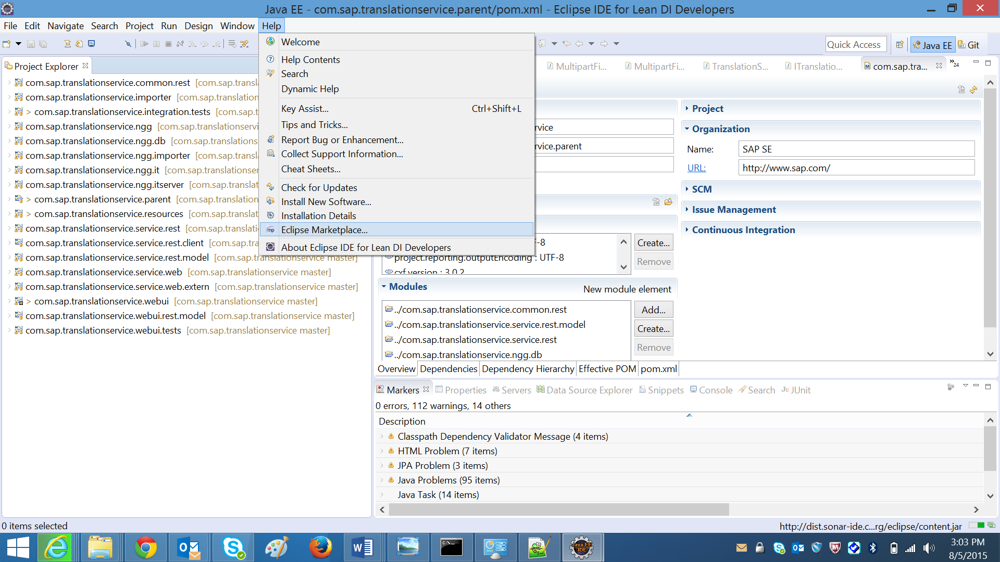 Java EE - com.sap.translationservice.parent/pom.xml - Eclipse IDE for Lean DI Developers
File Edit Navigate Search Project Run Design Window Help
Quick Access
Java EE
Git
Project Explorer
com.sap.translationservice.common.rest [com.sap.transl
com.sap.translationservice.importer [com.sap.translation
> com.sap.translationservice.integration.tests [com.sap.t
com.sap.translationservice.ngg [com.sap.translationservi
com.sap.translationservice.ngg.db [com.sap.translations
com.sap.translationservice.ngg.importer [com.sap.transl
com.sap.translationservice.ngg.it [com.sap.translationser
com.sap.translationservice.ngg.itserver [com.sap.translat
> com.sap.translationservice.parent [com.sap.translation
> com.sap.translationservice.resources [com.sap.translat
com.sap.translationservice.service.rest [com.sap.translati
com.sap.translationservice.service.rest.client [com.sap.tra
com.sap.translationservice.service.rest.model [com.sap.translationservice master]
com.sap.translationservice.service.web [com.sap.translationservice master]
com.sap.translationservice.service.web.extern [com.sap.translationservice master]
> com.sap.translationservice.webui [com.sap.translationservice master]
com.sap.translationservice.webui.rest.model [com.sap.translationservice master]
com.sap.translationservice.webui.tests [com.sap.translationservice master]
Welcome
Help Contents
Search
Dynamic Help
Key Assist... Ctrl+Shift+L
Tips and Tricks...
Report Bug or Enhancement...
Collect Support Information...
Cheat Sheets...
Check for Updates
Install New Software...
Installation Details
mp Eclipse Marketplace...
About Eclipse IDE for Lean DI Developers
MultipartFi... MultipartFi... TranslationS... ITranslatio... com.sap.tra... »24
rvice
rvice.parent
Project
Organization
Name: SAP SE
URL: http://www.sap.com/
SCM
Issue Management
Continuous Integration
-8
project.reporting.outputEncoding : UTF-8
cxf.version : 3.0.2
Create...
Remove
Modules
New module element
../com.sap.translationservice.common.rest
../com.sap.translationservice.service.rest.model
../com.sap.translationservice.service.rest
../com.sap.translationservice.ngg.db
Add...
Create...
Remove
Overview Dependencies Dependency Hierarchy Effective POM pom.xml
Markers Properties Servers Data Source Explorer Snippets Console Search JUnit
0 errors, 112 warnings, 14 others
Description
Classpath Dependency Validator Message (4 items)
HTML Problem (7 items)
JPA Problem (3 items)
Java Problems (95 items)
Java Task (14 items)
0 items selected
http://dist.sonar-ide.c...rg/eclipse/content.jar
Java EE
IDE
3:03 PM
8/5/2015